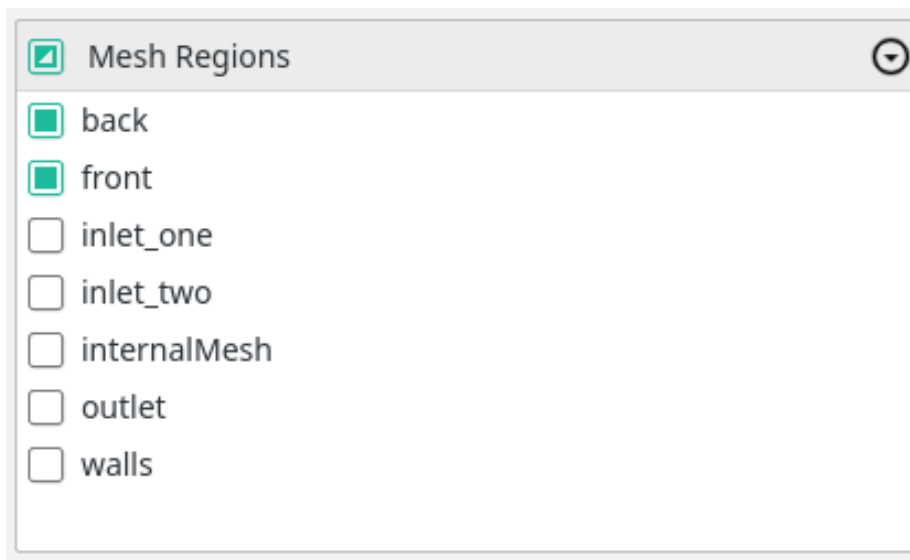 Mesh Regions
back
front
inlet_one
inlet_two
internalMesh
outlet
walls